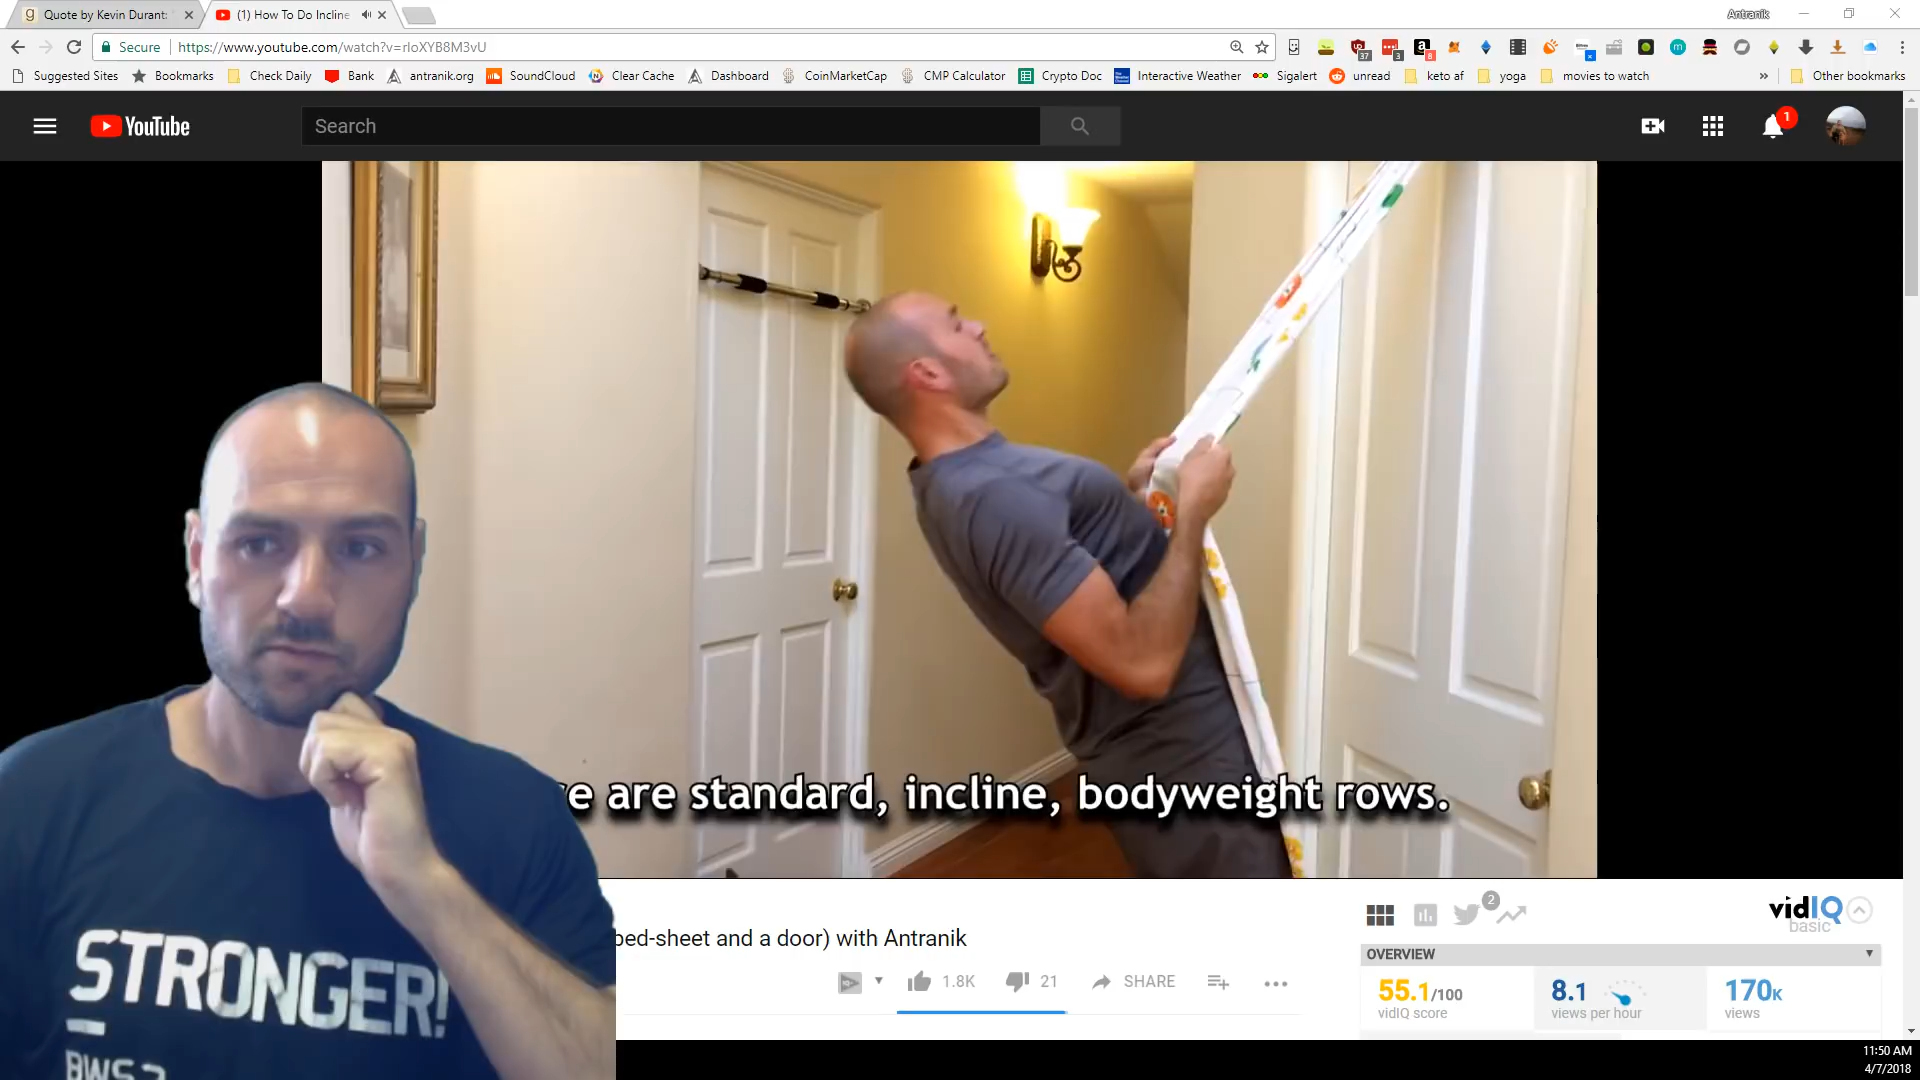 Quote by Kevin Durant:
(1) How To Do Incline
Antranik
Secure
https://www.youtube.com/watch?v=rIoXYB8M3vU
37
3
8
Suggested Sites
Bookmarks
Check Daily
Bank
antranik.org
SoundCloud
Clear Cache
Dashboard
CoinMarketCap
CMP Calculator
Crypto Doc
Interactive Weather
Sigalert
unread
keto af
yoga
movies to watch
»
Other bookmarks
YouTube
Search
1
e are standard, incline, bodyweight rows.
bed-sheet and a door) with Antranik
1.8K
21
SHARE
2
vidIQ
basic
OVERVIEW
55.1/100
vidIQ score
8.1
views per hour
170K
views
STRONGER!
11:50 AM
4/7/2018